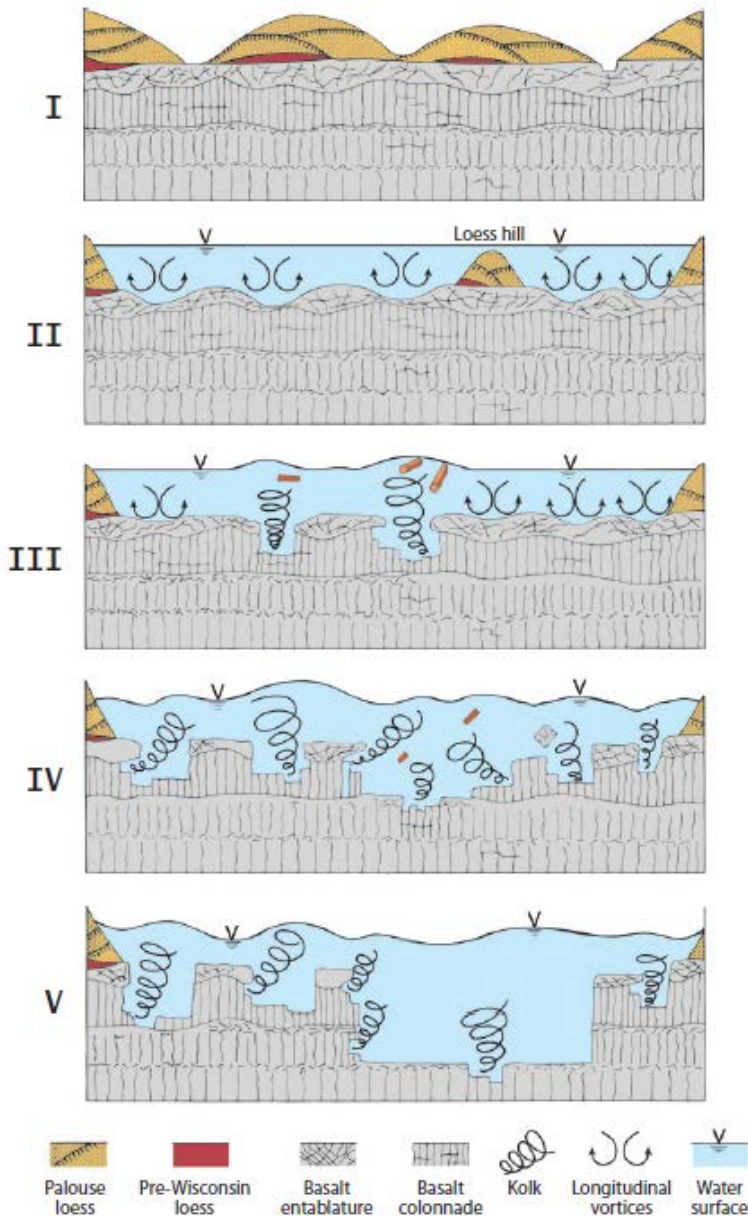 I
V
Loess hill
V
II
V
V
III
V
V
IV
V
V
V
V
Palouse
loess
Pre-Wisconsin
loess
Basalt
entablature
Basalt
colonnade
Kolk
Longitudinal
vortices
Water
surface